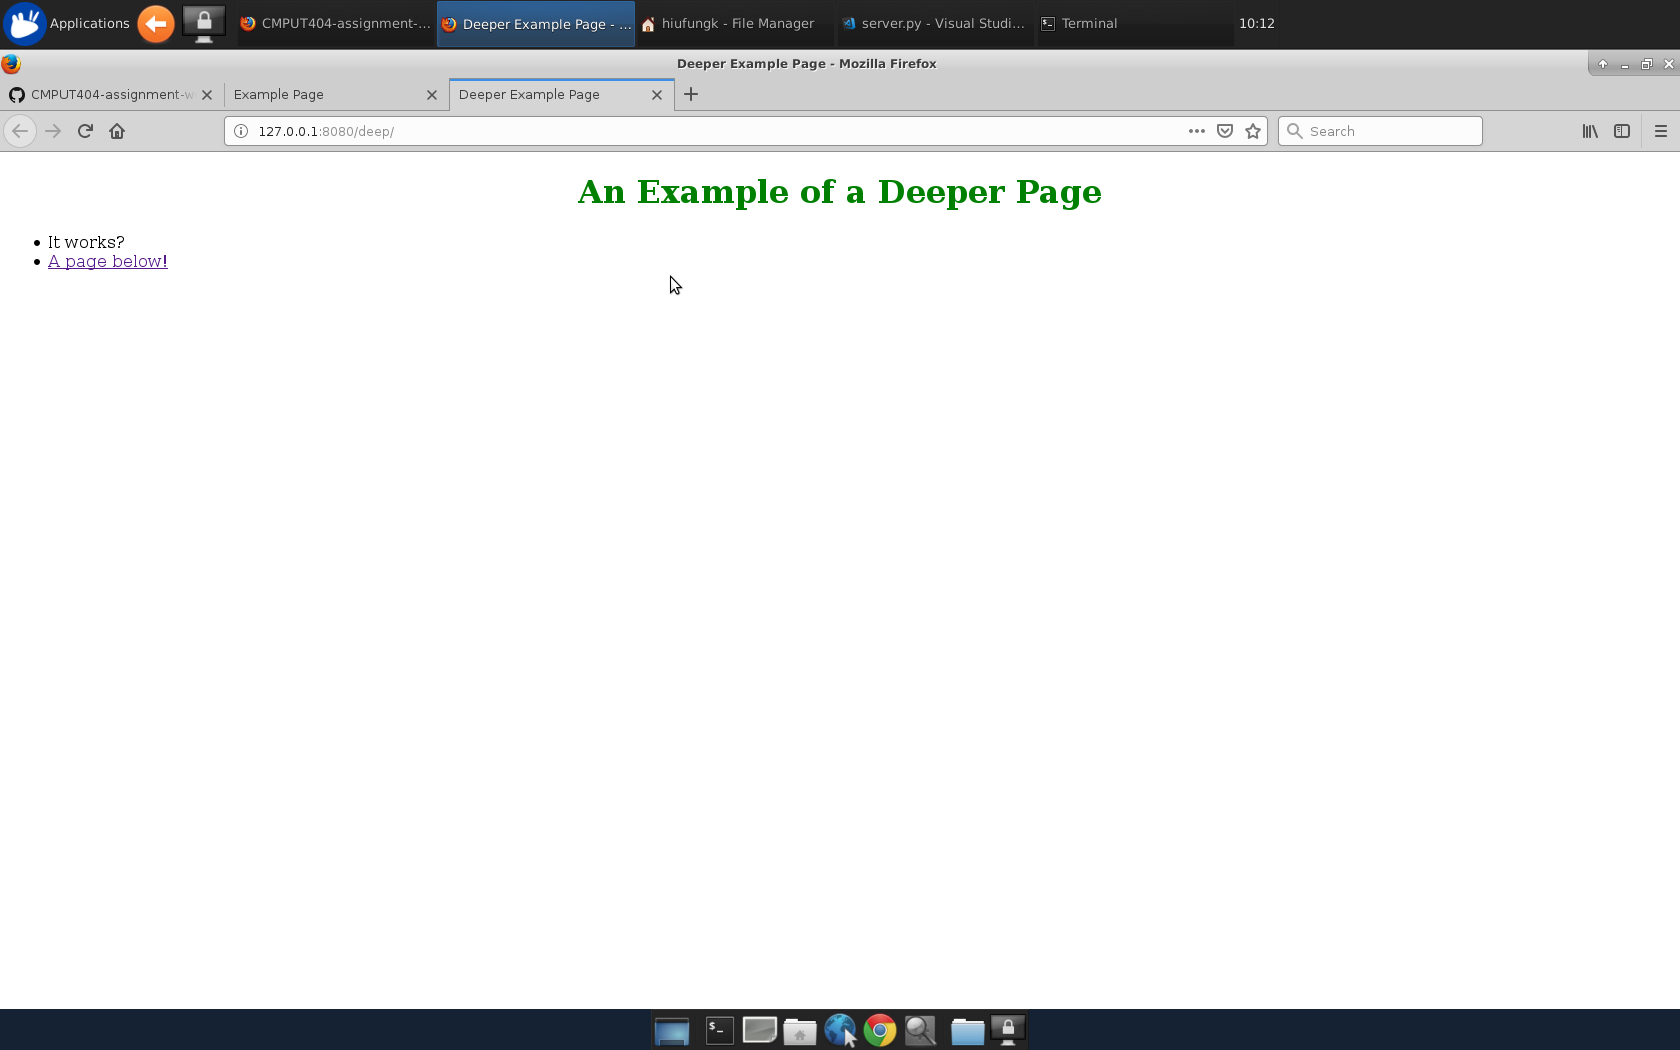 Applications
CMPUT404-assignment-...
Deeper Example Page - ...
hiufungk - File Manager
server.py - Visual Studi...
Terminal
10:12
Deeper Example Page - Mozilla Firefox
CMPUT404-assignment-w
Example Page
Deeper Example Page
127.0.0.1:8080/deep/
Search
An Example of a Deeper Page
It works?
A page below!
$_